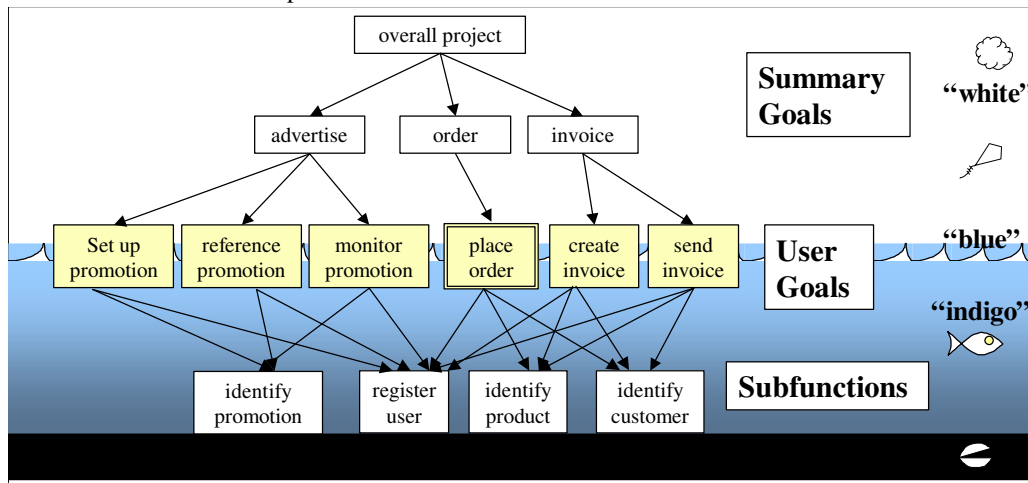 overall project
Summary
Goals
“white”
advertise
order
invoice
Set up
promotion
reference
promotion
monitor
promotion
place
order
create
invoice
send
invoice
User
Goals
“blue”
“indigo”
identify
promotion
register
user
identify
product
identify
customer
Subfunctions